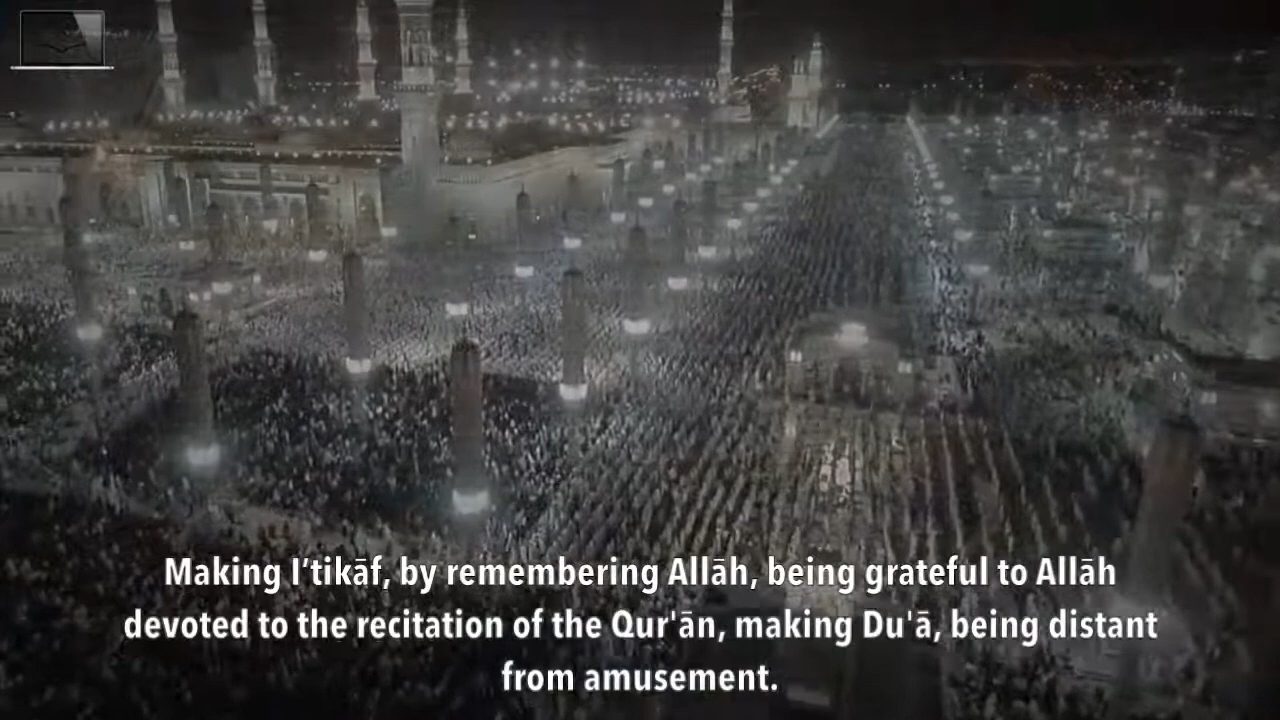 Making I’tikāf, by remembering Allāh, being grateful to Allāh
devoted to the recitation of the Qur'ān, making Du'ā, being distant
from amusement.